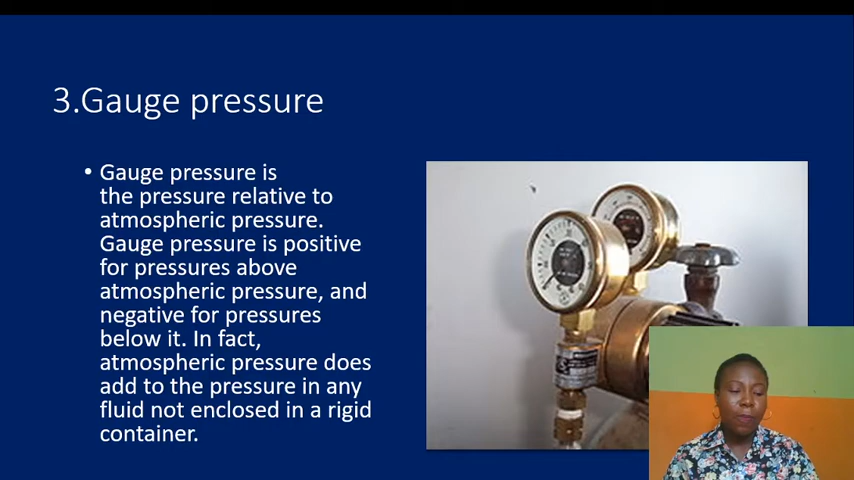 3.Gauge pressure
• Gauge pressure is
the pressure relative to
atmospheric pressure.
Gauge pressure is positive
for pressures above
atmospheric pressure, and
negative for pressures
below it. In fact,
atmospheric pressure does
add to the pressure in any
fluid not enclosed in a rigid
container.